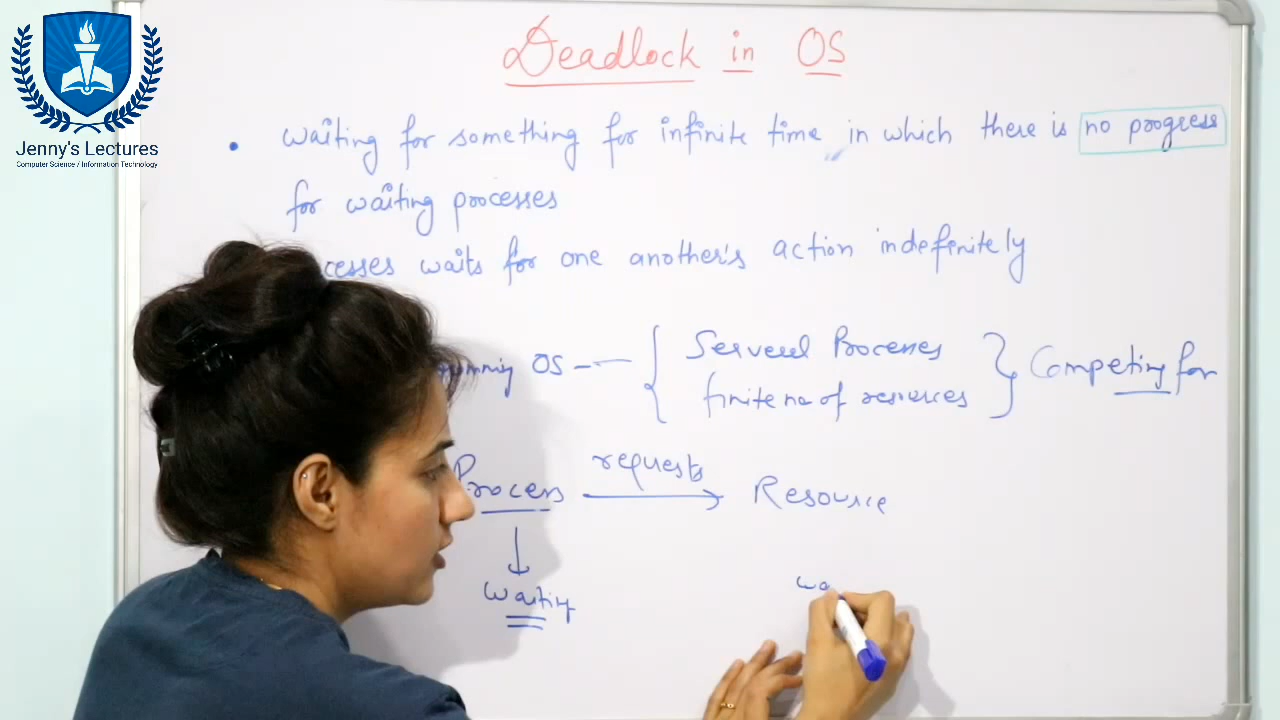 Jenny's Lectures
Computer Science / Information Technology
Deadlock in OS
• waiting for something for infinite time in which there is no progress
for waiting processes
cesses waits for one another's action indefinitely
OS { Serveral Processes
finite no of resources } Competing for
Process requests Resource
waiting
wa